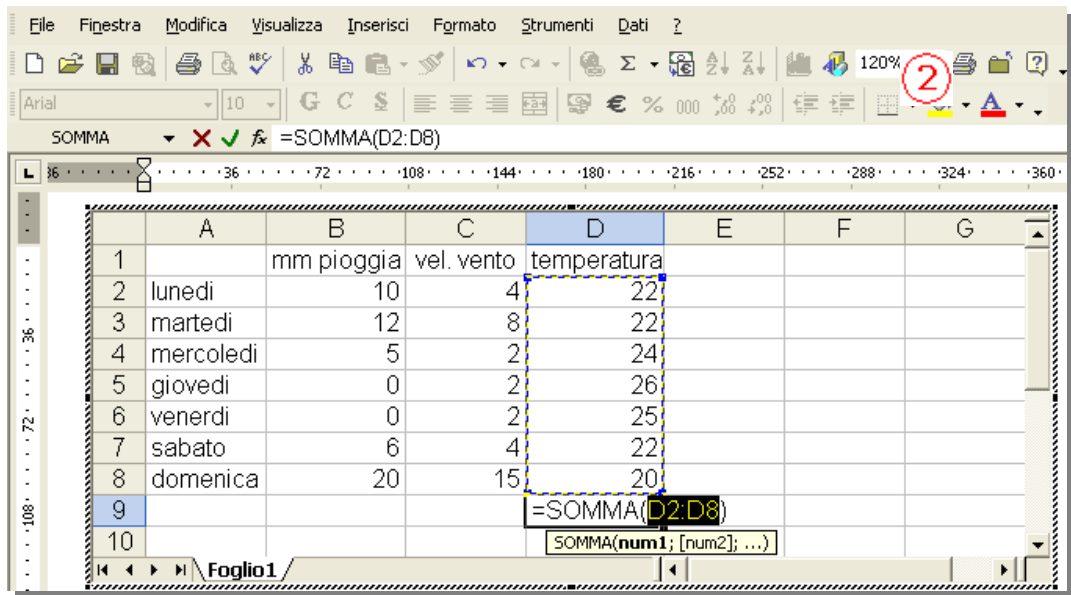 File Finestra Modifica Visualizza Inserisci Formato Strumenti Dati ?
ABC 120% 2
Arial 10 G C S € % 000 A
SOMMA fx =SOMMA(D2:D8)
L 36 36 72 108 144 180 216 252 288 324 360
A B C D E F G
1 mm pioggia vel. vento temperatura
2 lunedi 10 4 22
3 martedi 12 8 22
4 mercoledi 5 2 24
5 giovedi 0 2 26
6 venerdi 0 2 25
7 sabato 6 4 22
8 domenica 20 15 20
9 =SOMMA(D2:D8)
10 SOMMA(num1; [num2]; ...)
Foglio1
36
72
108